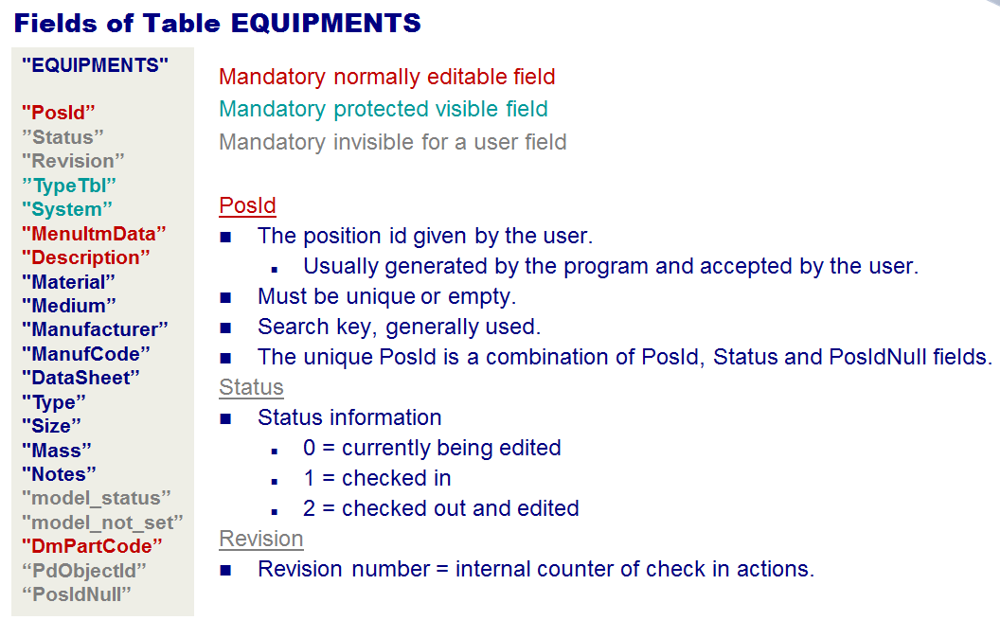 Fields of Table EQUIPMENTS
"EQUIPMENTS"
"PosId”
”Status”
"Revision”
”TypeTbl”
"System”
"MenuItmData”
"Description”
"Material”
"Medium”
"Manufacturer”
"ManufCode”
"DataSheet”
"Type”
"Size”
"Mass”
"Notes”
"model_status”
"model_not_set”
"DmPartCode”
“PdObjectId”
“PosIdNull”
Mandatory normally editable field
Mandatory protected visible field
Mandatory invisible for a user field
PosId
■ The position id given by the user.
■ Usually generated by the program and accepted by the user.
■ Must be unique or empty.
■ Search key, generally used.
■ The unique PosId is a combination of PosId, Status and PosIdNull fields.
Status
■ Status information
■ 0 = currently being edited
■ 1 = checked in
■ 2 = checked out and edited
Revision
■ Revision number = internal counter of check in actions.